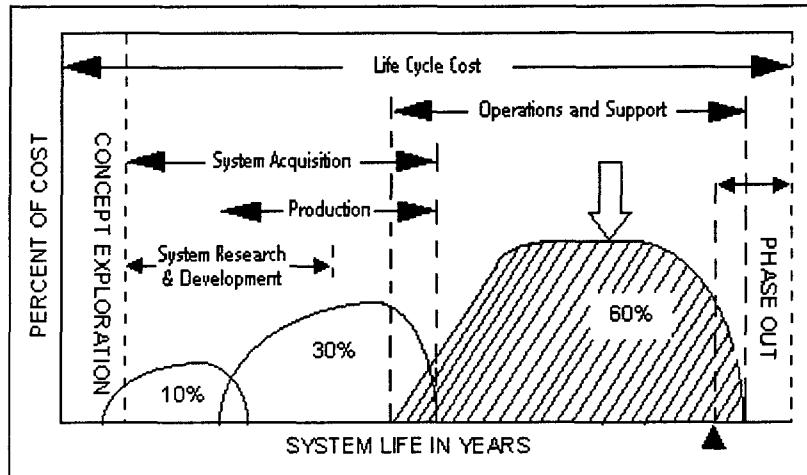 Life Cycle Cost
Operations and Support
System Acquisition
Production
System Research
& Development
PERCENT OF COST
CONCEPT EXPLORATION
PHASE OUT
10%
30%
60%
SYSTEM LIFE IN YEARS